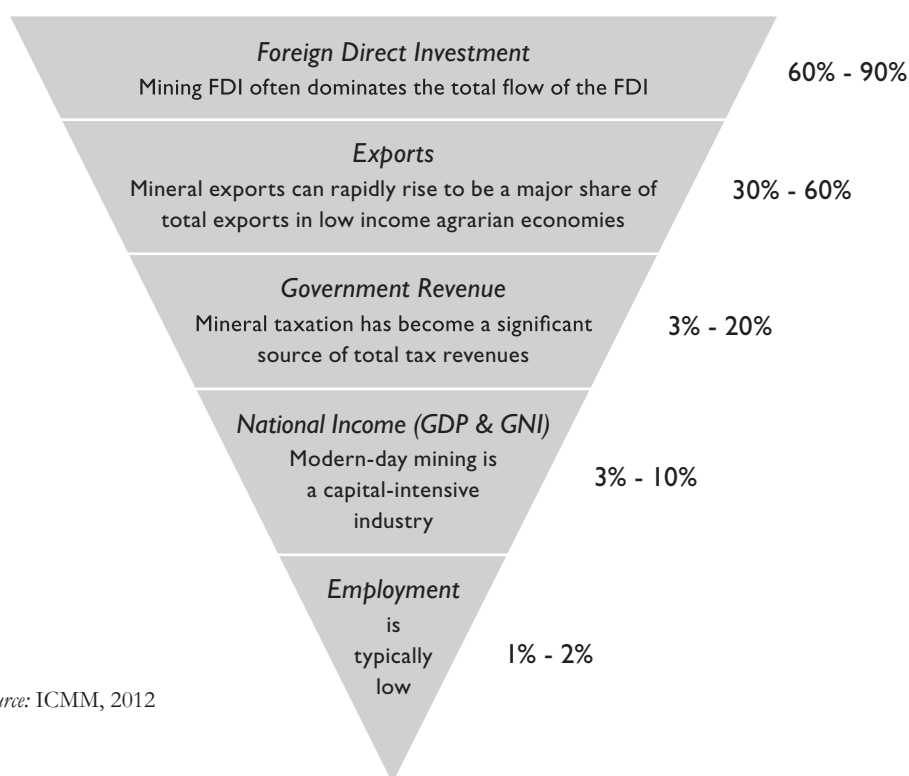 Foreign Direct Investment
Mining FDI often dominates the total flow of the FDI
60% - 90%
Exports
Mineral exports can rapidly rise to be a major share of
total exports in low income agrarian economies
30% - 60%
Government Revenue
Mineral taxation has become a significant
source of total tax revenues
3% - 20%
National Income (GDP & GNI)
Modern-day mining is
a capital-intensive
industry
3% - 10%
Employment
is
typically
low
1% - 2%
urce: ICMM, 2012